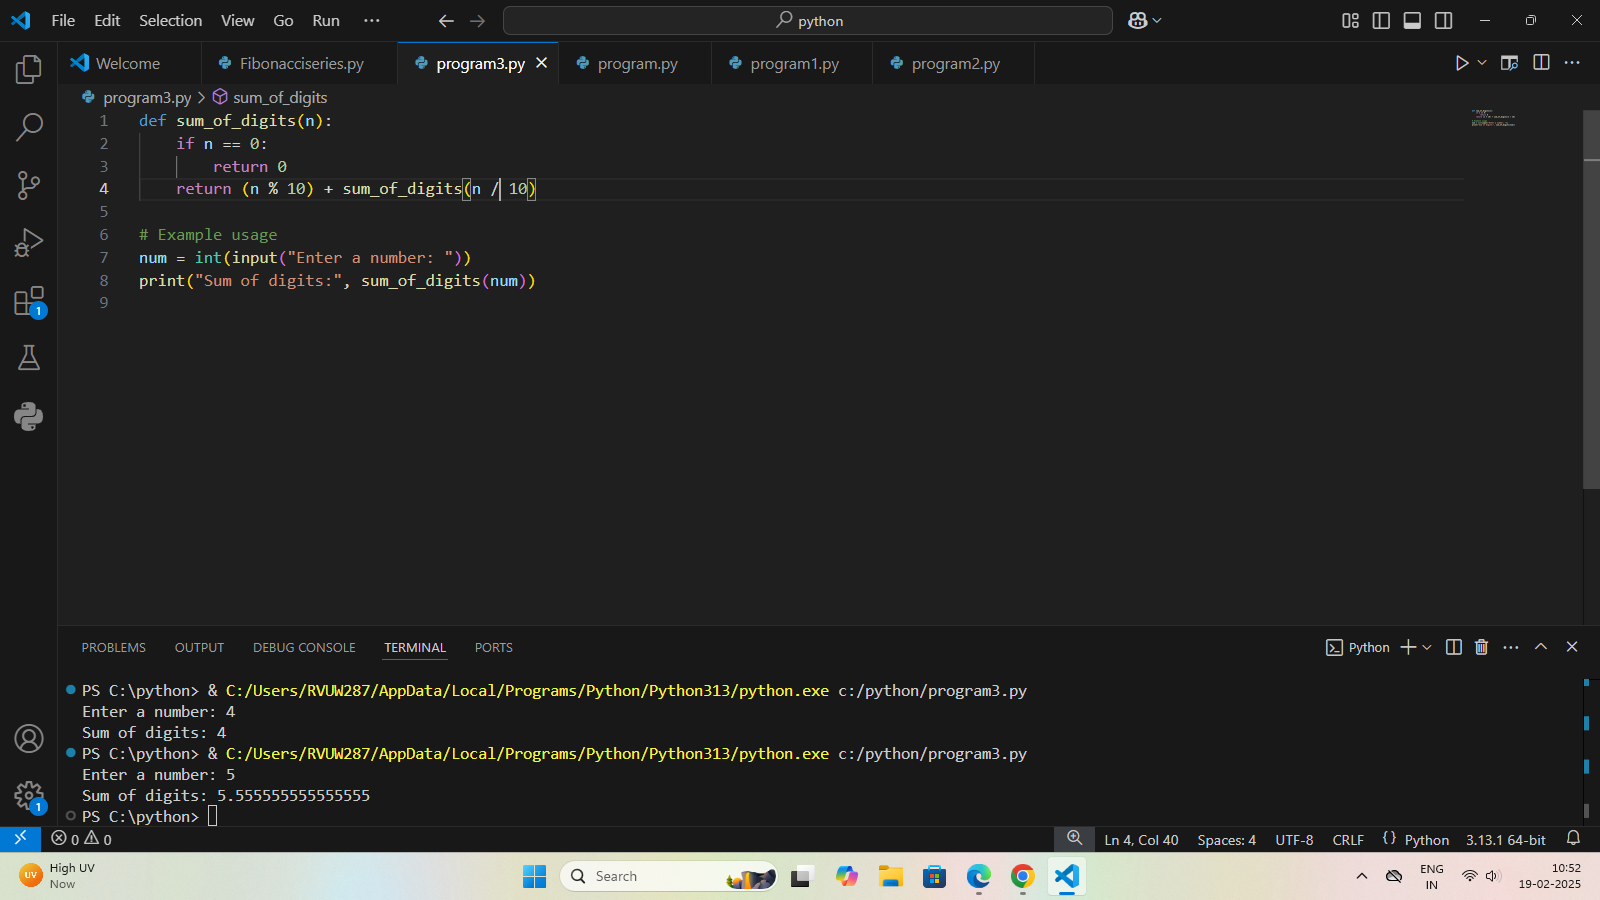 File Edit Selection View Go Run ··· python
Welcome Fibonacciseries.py program3.py program.py program1.py program2.py
program3.py > sum_of_digits
1 def sum_of_digits(n):
2 if n == 0:
3 return 0
4 return (n % 10) + sum_of_digits(n / 10)
5
6 # Example usage
7 num = int(input("Enter a number: "))
8 print("Sum of digits:", sum_of_digits(num))
9
1
1
PROBLEMS OUTPUT DEBUG CONSOLE TERMINAL PORTS Python
PS C:\python> & C:/Users/RVUW287/AppData/Local/Programs/Python/Python313/python.exe c:/python/program3.py
Enter a number: 4
Sum of digits: 4
PS C:\python> & C:/Users/RVUW287/AppData/Local/Programs/Python/Python313/python.exe c:/python/program3.py
Enter a number: 5
Sum of digits: 5.555555555555555
PS C:\python>
0 0 Ln 4, Col 40 Spaces: 4 UTF-8 CRLF {} Python 3.13.1 64-bit
UV High UV
Now
Search
ENG
IN
10:52
19-02-2025